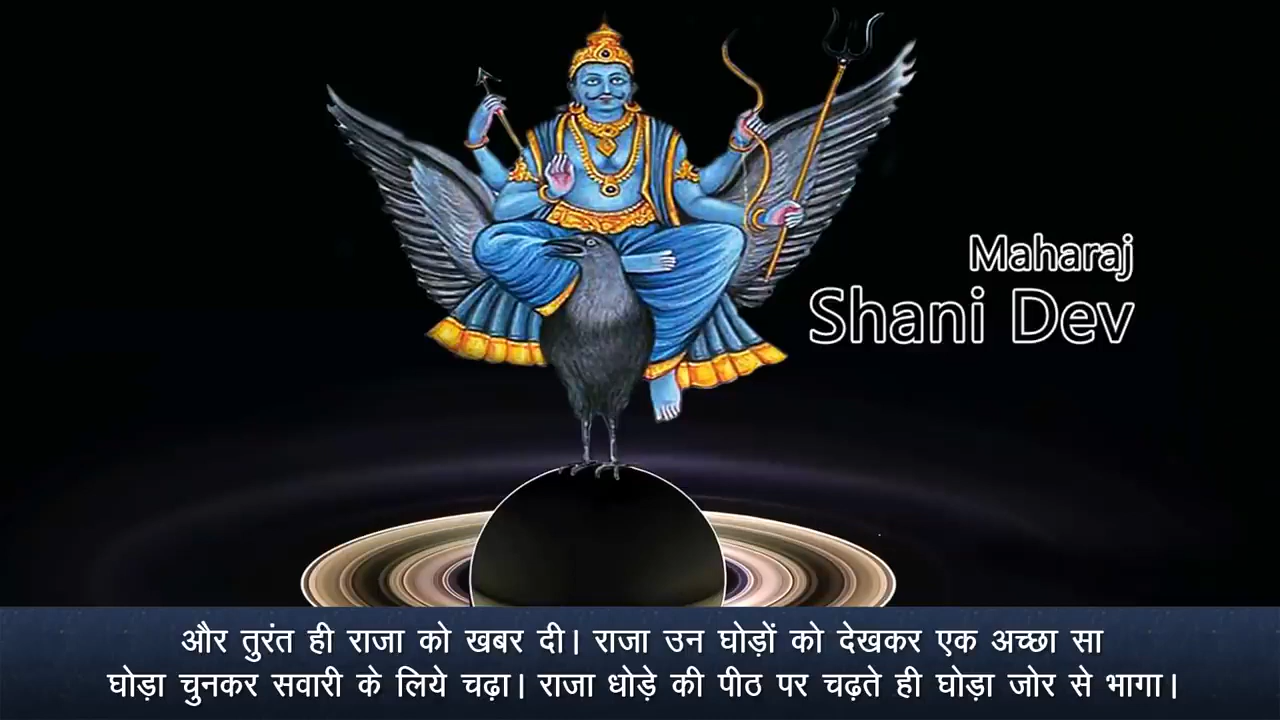 Maharaj
Shani Dev
और तुरंत ही राजा को खबर दी। राजा उन घोड़ों को देखकर एक अच्छा सा
घोड़ा चुनकर सवारी के लिये चढ़ा। राजा धोड़े की पीठ पर चढ़ते ही घोड़ा जोर से भागा।